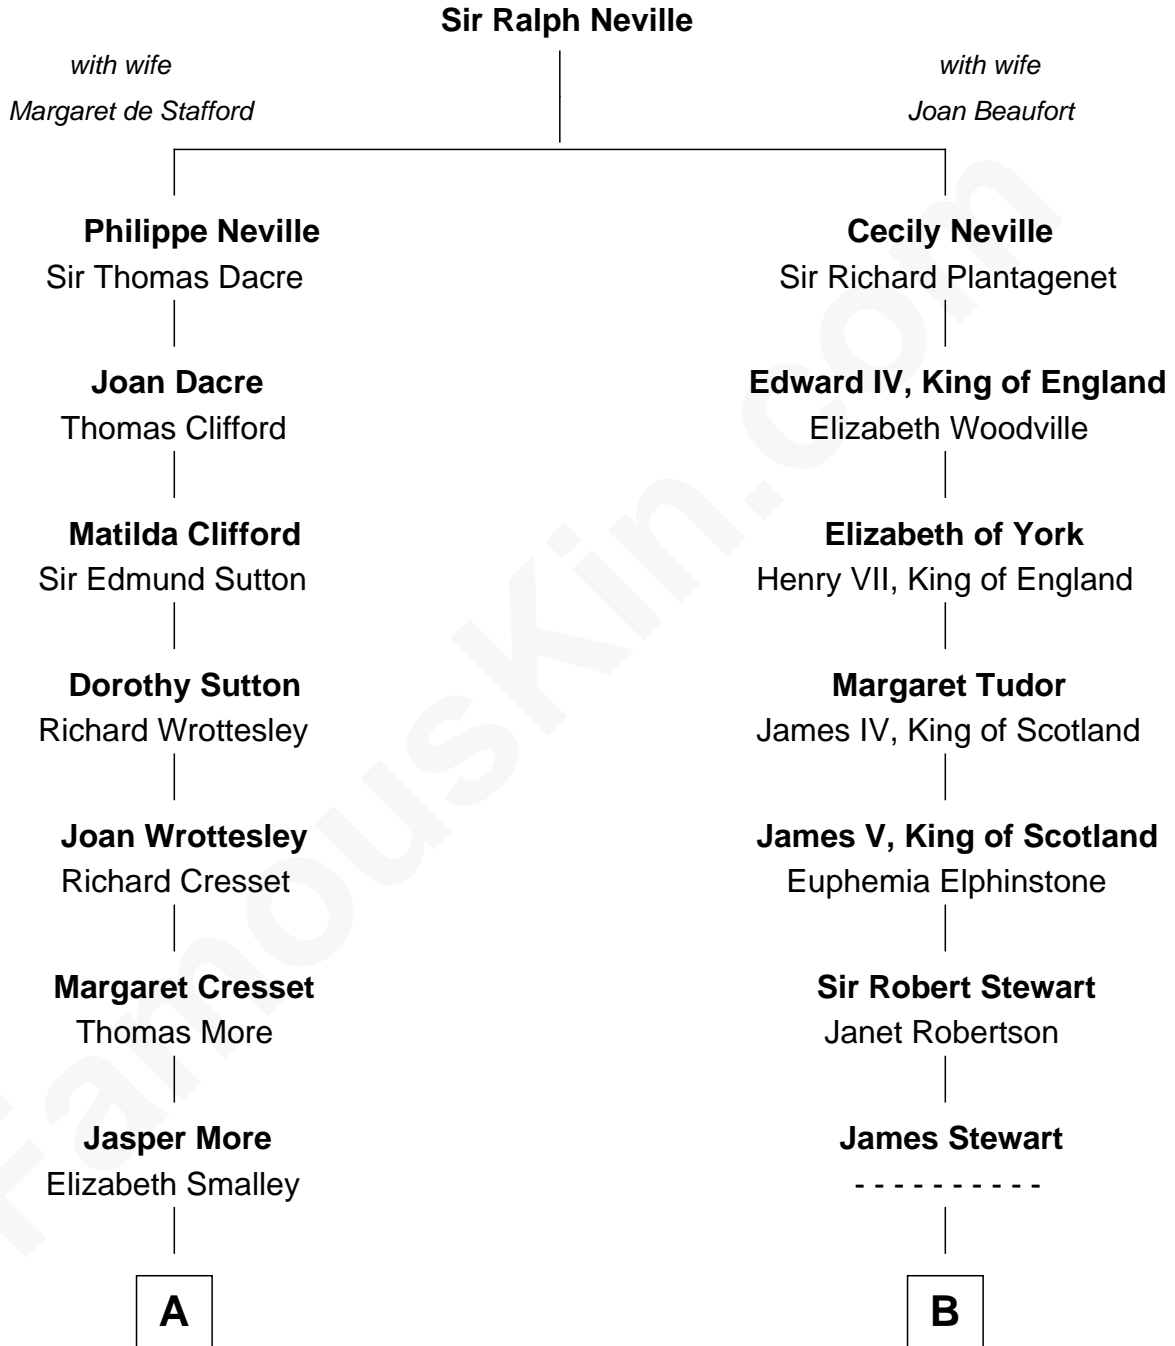 Sir Ralph Neville
with wife
Margaret de Stafford
with wife
Joan Beaufort
Philippe Neville
Sir Thomas Dacre
Cecily Neville
Sir Richard Plantagenet
Joan Dacre
Thomas Clifford
Edward IV, King of England
Elizabeth Woodville
Matilda Clifford
Sir Edmund Sutton
Elizabeth of York
Henry VII, King of England
Dorothy Sutton
Richard Wrottesley
Margaret Tudor
James IV, King of Scotland
Joan Wrottesley
Richard Cresset
James V, King of Scotland
Euphemia Elphinstone
Margaret Cresset
Thomas More
Sir Robert Stewart
Janet Robertson
Jasper More
Elizabeth Smalley
James Stewart
- - - - - - - - - -
A
B
FamousKin.com